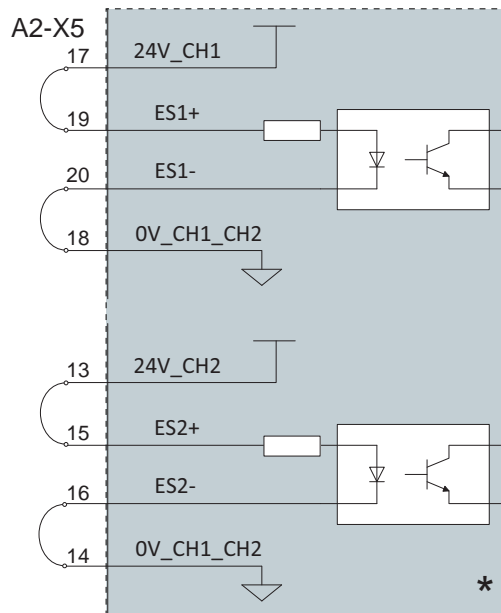 A2-X5
17 24V_CH1
19 ES1+
20 ES1-
18 0V_CH1_CH2
13 24V_CH2
15 ES2+
16 ES2-
14 0V_CH1_CH2
*